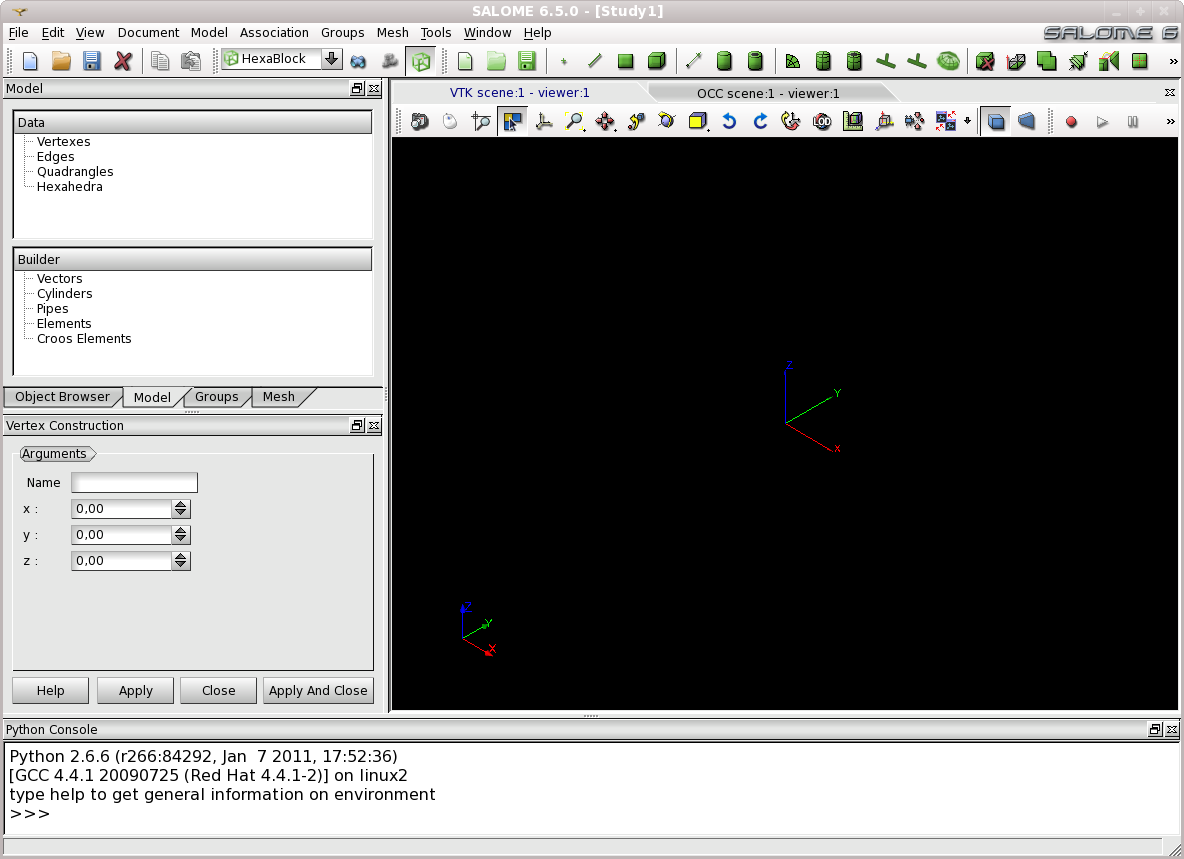 SALOME 6.5.0 - [Study1]
File Edit View Document Model Association Groups Mesh Tools Window Help
SALOME 6
HexaBlock
Model
VTK scene:1 - viewer:1
OCC scene:1 - viewer:1
Data
Vertexes
Edges
Quadrangles
Hexahedra
Builder
Vectors
Cylinders
Pipes
Elements
Croos Elements
Object Browser Model Groups Mesh
Vertex Construction
Arguments
Name
x : 0,00
y : 0,00
z : 0,00
Help Apply Close Apply And Close
Z
Y
X
Z
Y
X
Python Console
Python 2.6.6 (r266:84292, Jan  7 2011, 17:52:36)
[GCC 4.4.1 20090725 (Red Hat 4.4.1-2)] on linux2
type help to get general information on environment
>>>